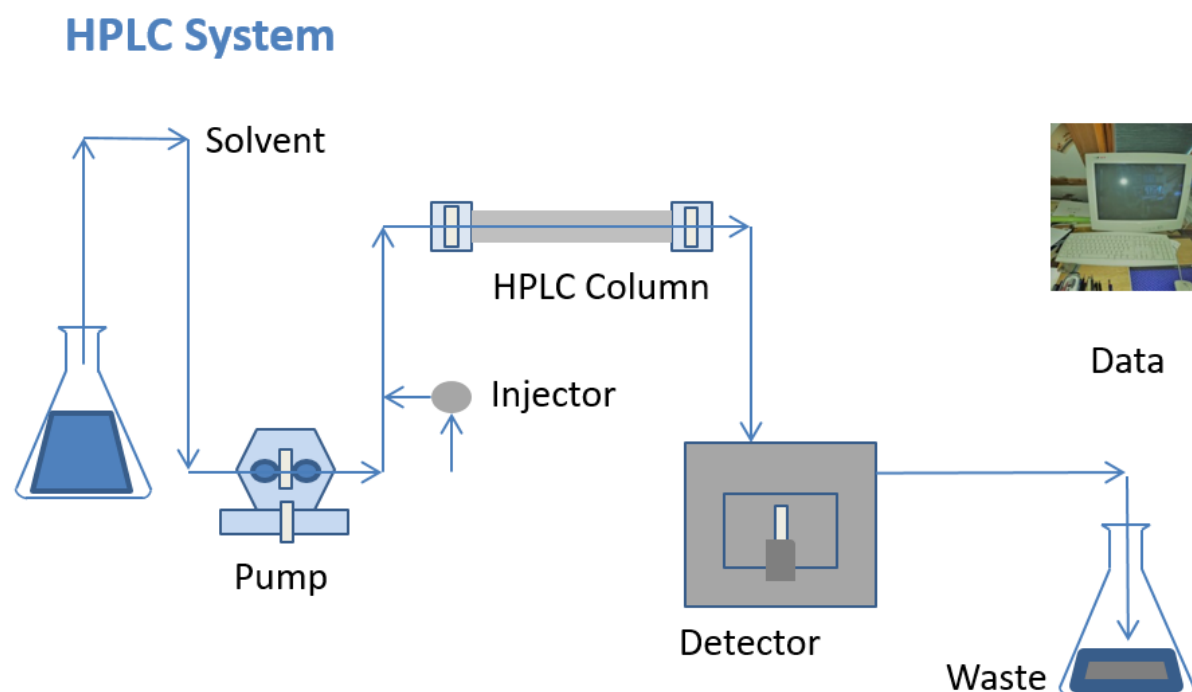 HPLC System
Solvent
HPLC Column
Data
Injector
Pump
Detector
Waste